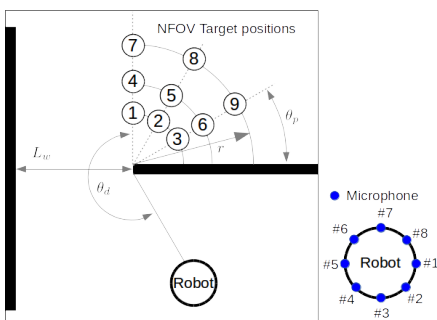 NFOV Target positions
7
8
4
5
9
1
2
6
3
θp
r
Lw
θd
Robot
Microphone
#7
#6
#8
#5
Robot
#1
#4
#2
#3